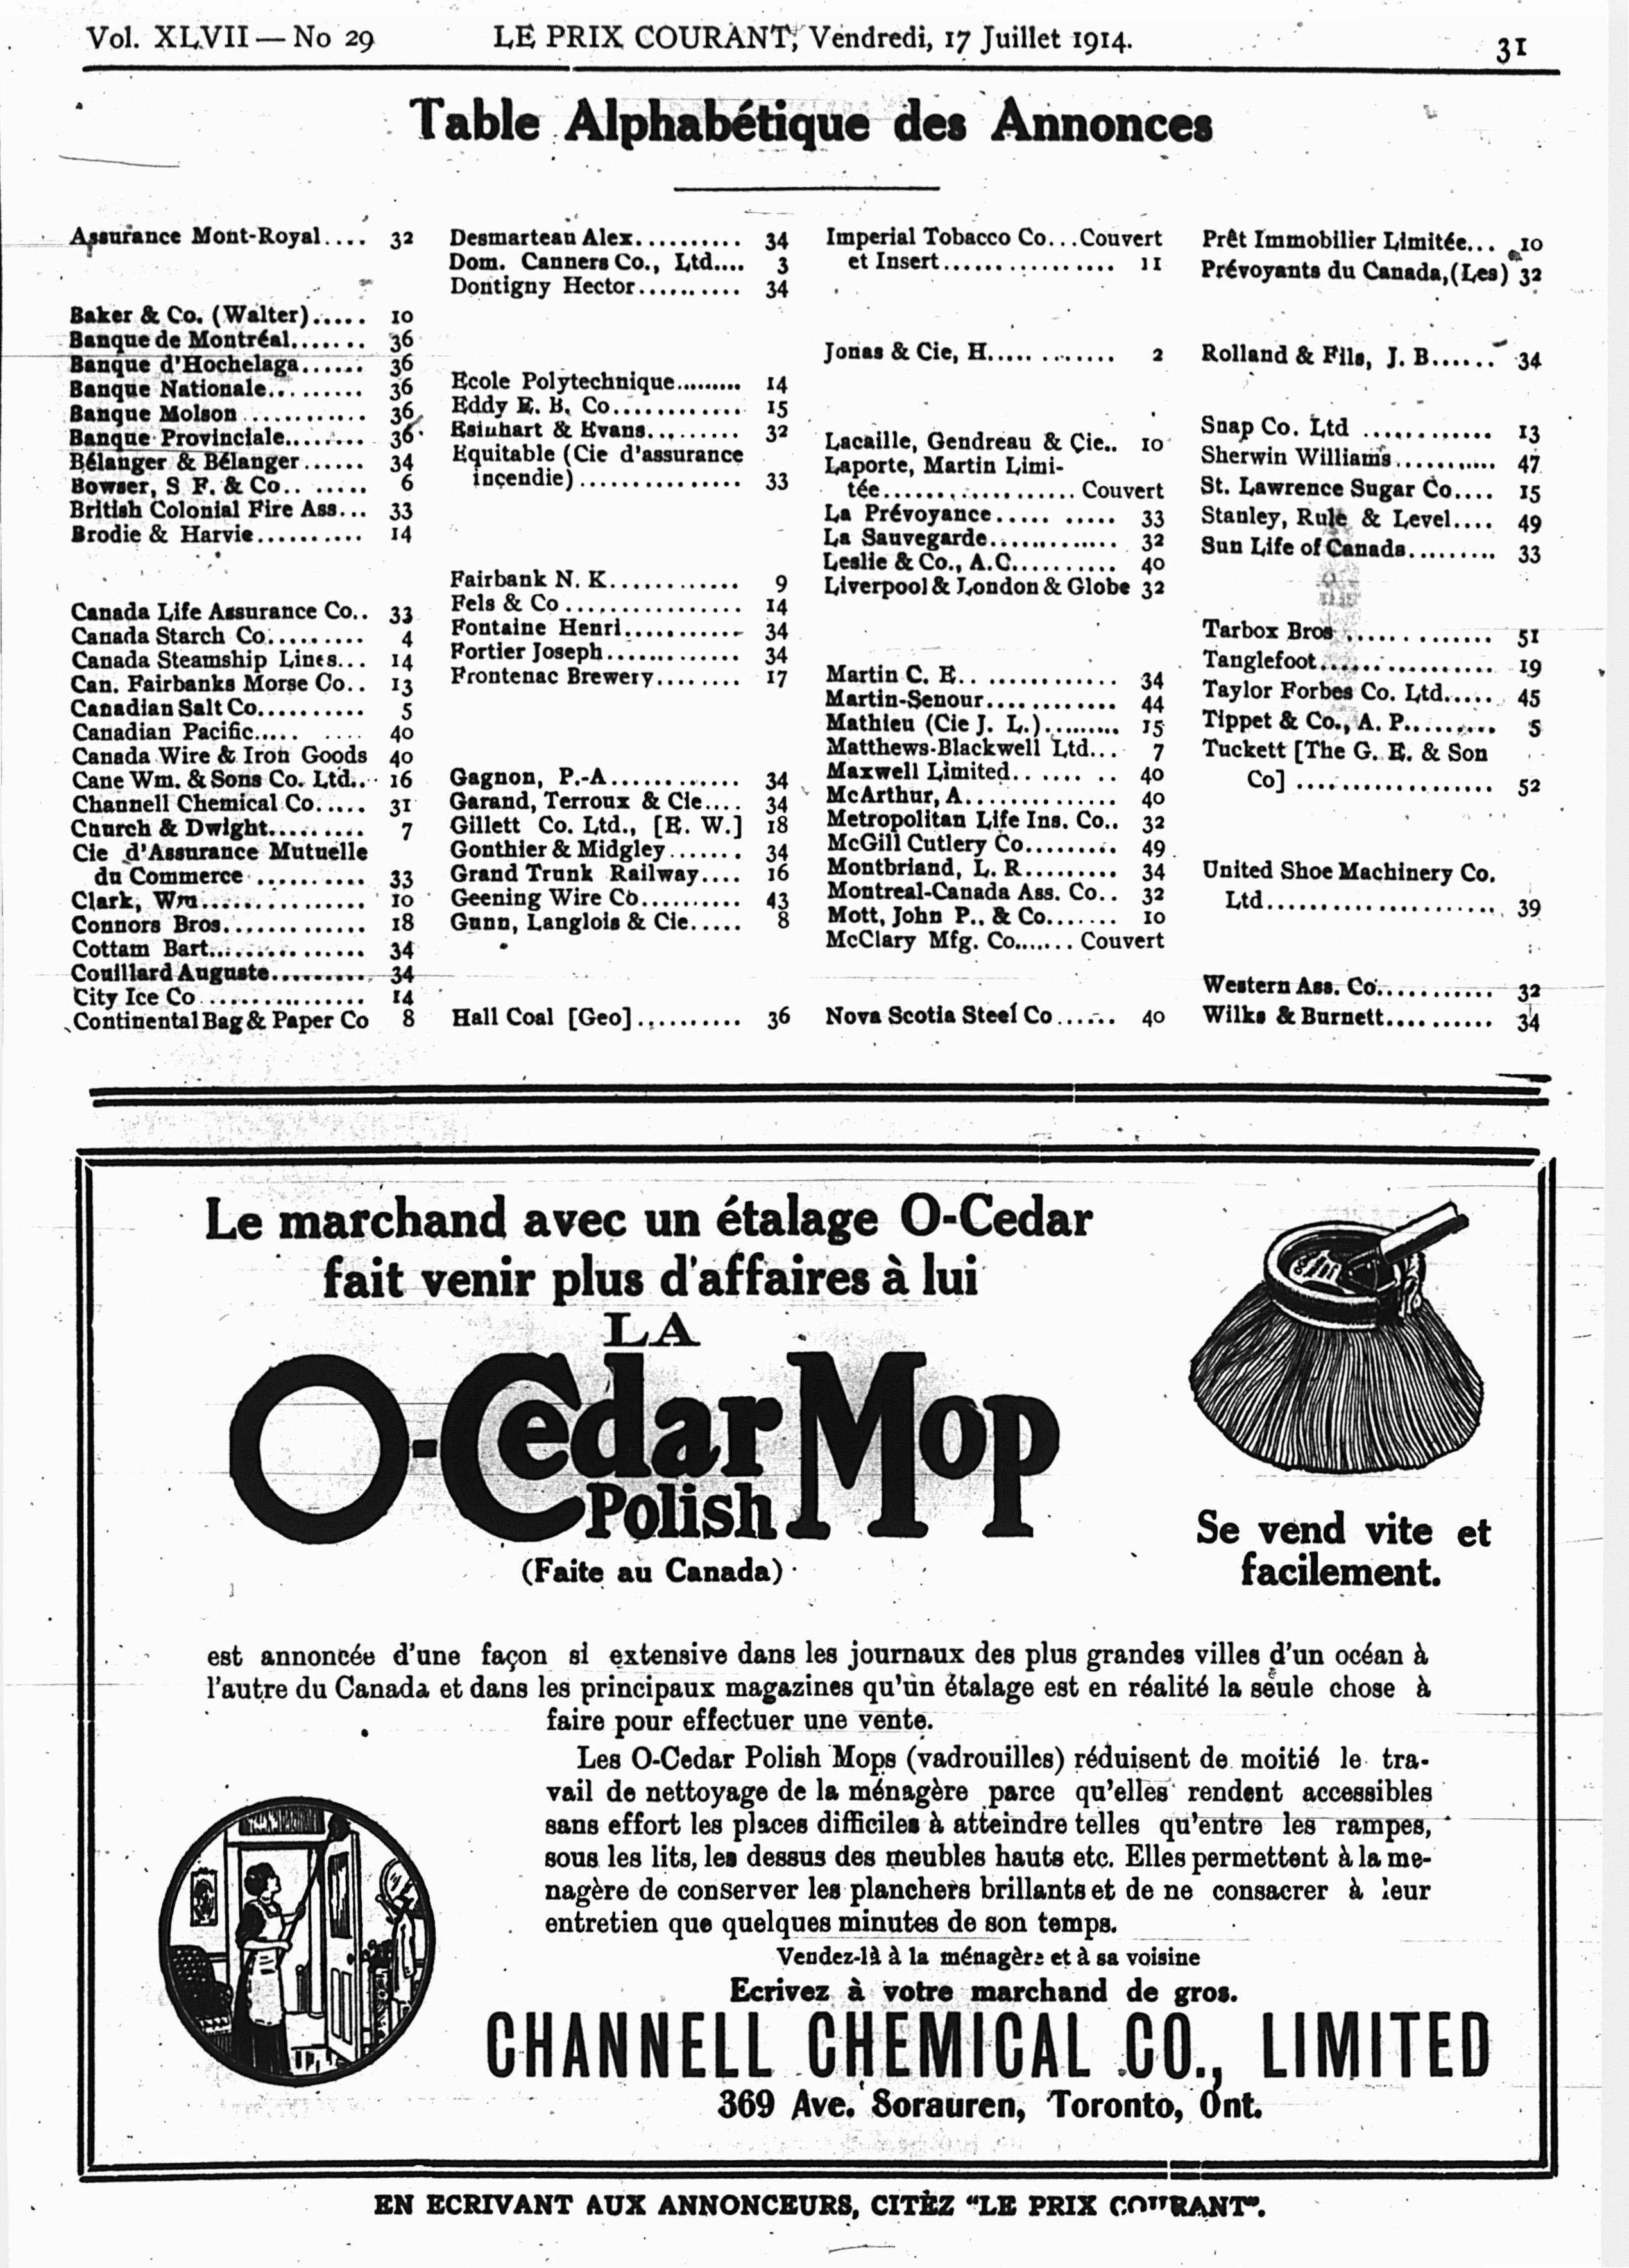 Vol. XLVII — No 29
LE PRIX COURANT, Vendredi, 17 Juillet 1914.
31
Table Alphabétique des Annonces
Assurance Mont-Royal.... 32
Baker & Co. (Walter)..... 10
Banque de Montréal....... 36
Banque d'Hochelaga...... 36
Banque Nationale......... 36
Banque Molson ........... 36
Banque Provinciale........ 36
Bélanger & Bélanger...... 34
Bowser, S F. & Co.. ..... 6
British Colonial Fire Ass... 33
Brodie & Harvie.......... 14
Canada Life Assurance Co.. 33
Canada Starch Co......... 4
Canada Steamship Lines... 14
Can. Fairbanks Morse Co.. 13
Canadian Salt Co.......... 5
Canadian Pacific..... .... 40
Canada Wire & Iron Goods 40
Cane Wm. & Sons Co. Ltd... 16
Channell Chemical Co..... 31
Church & Dwight......... 7
Cie d'Assurance Mutuelle
du Commerce ........... 33
Clark, Wm............... 10
Connors Bros............. 18
Cottam Bart.............. 34
Couillard Auguste......... 34
City Ice Co ............... 14
Continental Bag & Paper Co 8
Desmarteau Alex.......... 34
Dom. Canners Co., Ltd.... 3
Dontigny Hector.......... 34
Ecole Polytechnique......... 14
Eddy E. B. Co............. 15
Esinhart & Evans......... 32
Equitable (Cie d'assurance
incendie) ............... 33
Fairbank N. K............ 9
Fels & Co ................ 14
Fontaine Henri........... 34
Fortier Joseph............. 34
Frontenac Brewery........ 17
Gagnon, P.-A............. 34
Garand, Terroux & Cie.... 34
Gillett Co. Ltd., [E. W.] 18
Gonthier & Midgley....... 34
Grand Trunk Railway.... 16
Geening Wire Co.......... 43
Gunn, Langlois & Cie..... 8
Hall Coal [Geo]........... 36
Imperial Tobacco Co...Couvert
et Insert................. 11
Jonas & Cie, H..... ....... 2
Lacaille, Gendreau & Cie.. 10
Laporte, Martin Limi-
tée................... Couvert
La Prévoyance..... ..... 33
La Sauvegarde............. 32
Leslie & Co., A.C.......... 40
Liverpool & London & Globe 32
Martin C. E.. ............ 34
Martin-Senour............. 44
Mathieu (Cie J. L.)......... 15
Matthews-Blackwell Ltd... 7
Maxwell Limited.. .... .. 40
McArthur, A.............. 40
Metropolitan Life Ins. Co.. 32
McGill Cutlery Co......... 49
Montbriand, L. R......... 34
Montreal-Canada Ass. Co.. 32
Mott, John P.. & Co....... 10
McClary Mfg. Co....... Couvert
Nova Scotia Steel Co...... 40
Prêt Immobilier Limitée... 10
Prévoyants du Canada,(Les) 32
Rolland & Fils, J. B...... 34
Snap Co. Ltd ............ 13
Sherwin Williams........... 47
St. Lawrence Sugar Co.... 15
Stanley, Rule & Level.... 49
Sun Life of Canada......... 33
Tarbox Bros .............. 51
Tanglefoot................. 19
Taylor Forbes Co. Ltd..... 45
Tippet & Co., A. P......... 5
Tuckett [The G. E. & Son
Co] .................. 52
United Shoe Machinery Co.
Ltd....................... 39
Western Ass. Co........... 32
Wilks & Burnett.......... 34
Le marchand avec un étalage O-Cedar
fait venir plus d'affaires à lui
LA
O-Cedar Mop
Polish
(Faite au Canada)
Se vend vite et
facilement.
est annoncée d'une façon si extensive dans les journaux des plus grandes villes d'un océan à
l'autre du Canada et dans les principaux magazines qu'un étalage est en réalité la seule chose à
faire pour effectuer une vente.
Les O-Cedar Polish Mops (vadrouilles) réduisent de moitié le tra-
vail de nettoyage de la ménagère parce qu'elles rendent accessibles
sans effort les places difficiles à atteindre telles qu'entre les rampes,
sous les lits, les dessus des meubles hauts etc. Elles permettent à la me-
nagère de conserver les planchers brillants et de ne consacrer à leur
entretien que quelques minutes de son temps.
Vendez-là à la ménagère et à sa voisine
Ecrivez à votre marchand de gros.
CHANNELL CHEMICAL CO., LIMITED
369 Ave. Sorauren, Toronto, Ont.
EN ECRIVANT AUX ANNONCEURS, CITEZ "LE PRIX COURANT".